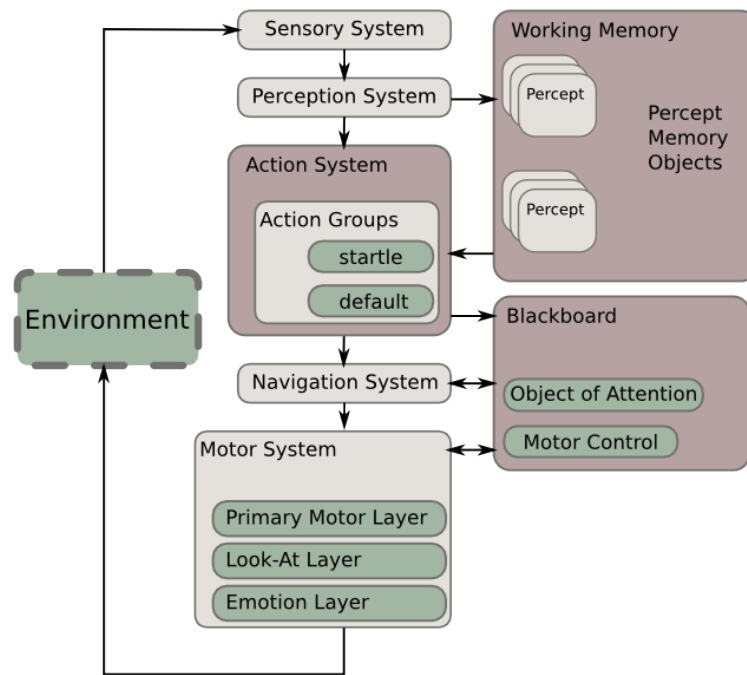 Sensory System
Perception System
Action System
Action Groups
startle
default
Navigation System
Motor System
Primary Motor Layer
Look-At Layer
Emotion Layer
Environment
Working Memory
Percept
Percept
Memory
Objects
Percept
Blackboard
Object of Attention
Motor Control